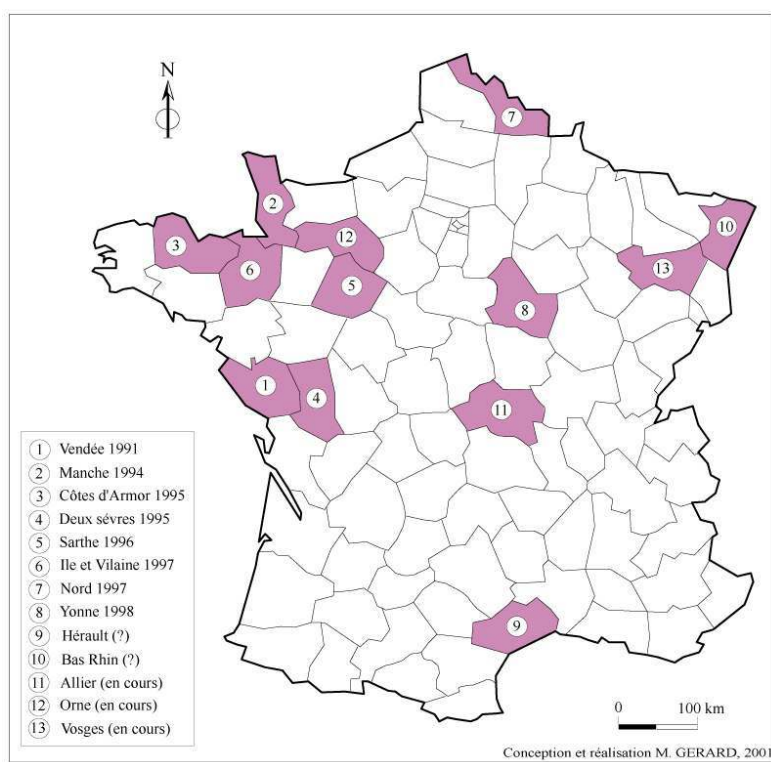 N
7
2
10
3
12
13
6
5
8
1
4
11
9
1 Vendée 1991
2 Manche 1994
3 Côtes d'Armor 1995
4 Deux sévres 1995
5 Sarthe 1996
6 Ile et Vilaine 1997
7 Nord 1997
8 Yonne 1998
9 Hérault (?)
10 Bas Rhin (?)
11 Allier (en cours)
12 Orne (en cours)
13 Vosges (en cours)
0 100 km
Conception et réalisation M. GERARD, 2001